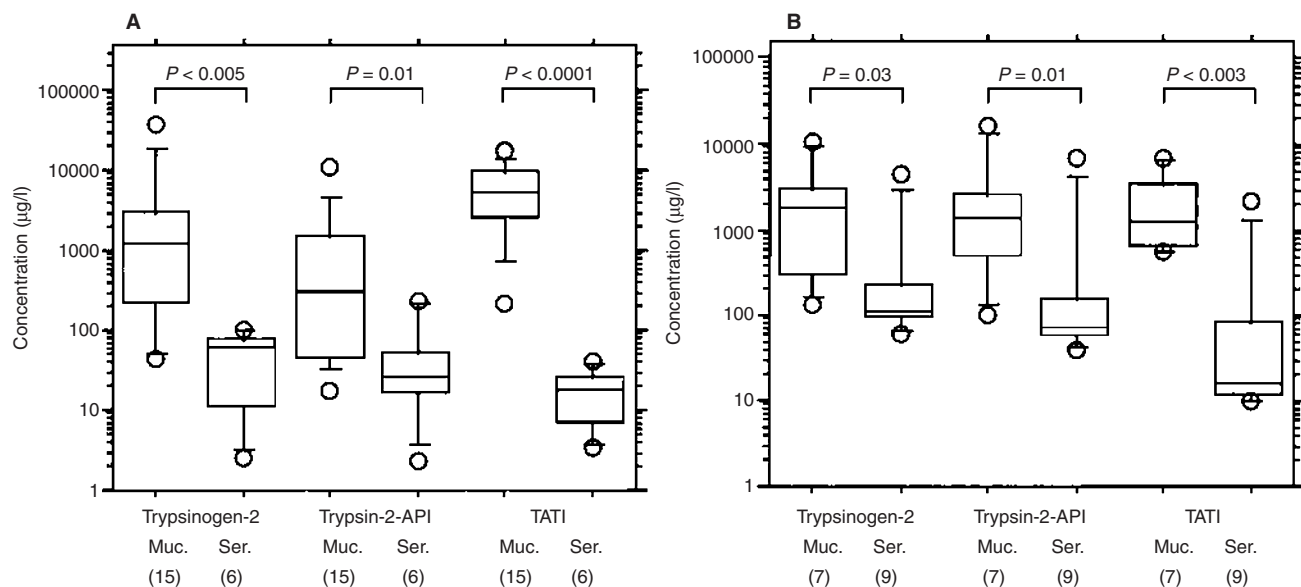 A
P < 0.005
P = 0.01
P < 0.0001
100000
10000
1000
100
10
1
Concentration (µg/l)
Trypsinogen-2
Trypsin-2-API
TATI
Muc.
Ser.
Muc.
Ser.
Muc.
Ser.
(15)
(6)
(15)
(6)
(15)
(6)
B
P = 0.03
P = 0.01
P < 0.003
100000
10000
1000
100
10
1
Concentration (µg/l)
Trypsinogen-2
Trypsin-2-API
TATI
Muc.
Ser.
Muc.
Ser.
Muc.
Ser.
(7)
(9)
(7)
(9)
(7)
(9)